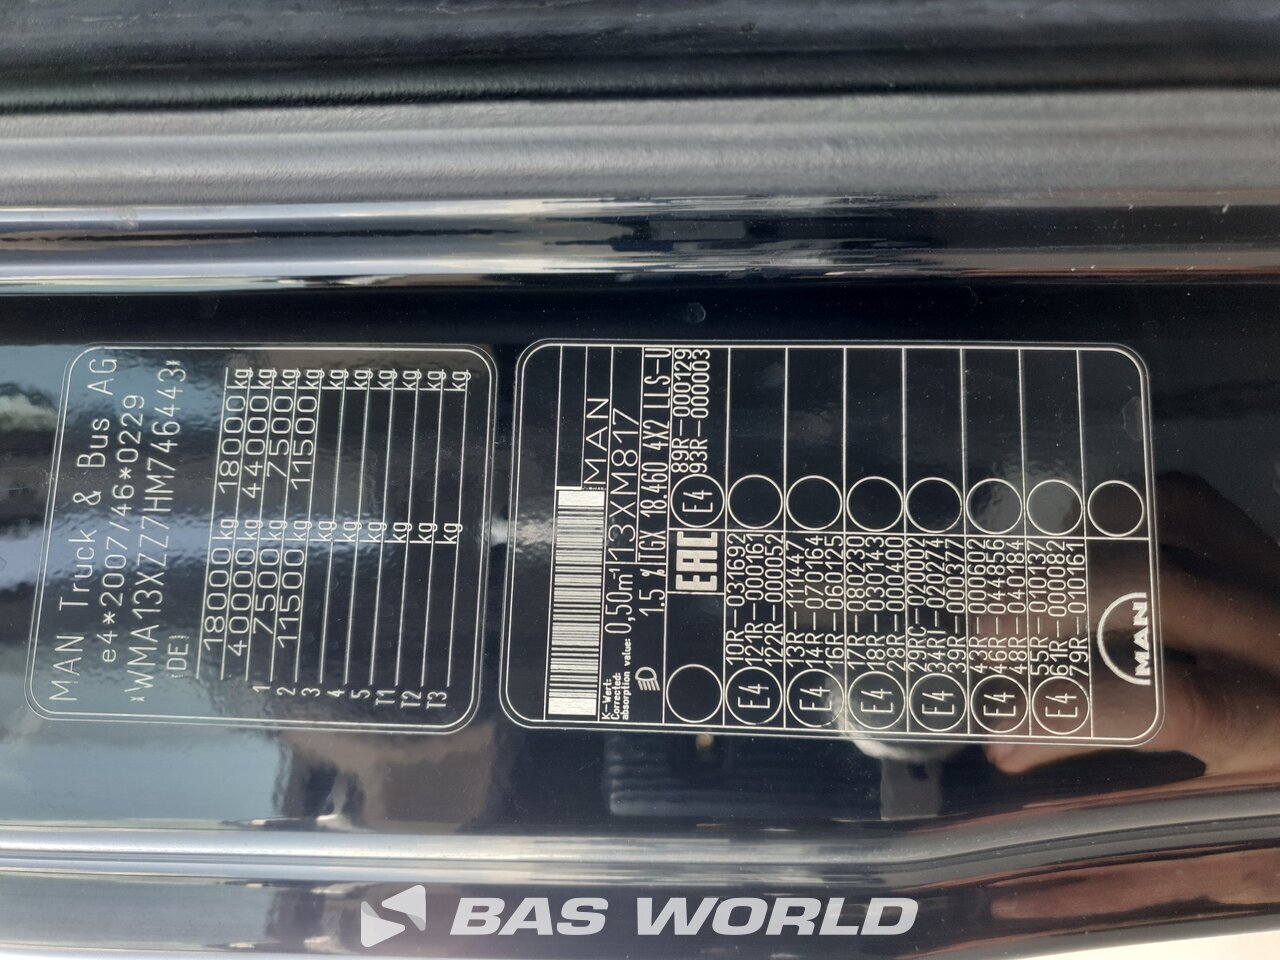 MAN Truck & Bus AG
e4*2007/46*0229
*WMA13XZZ7HM746443*
(DE)
18000 kg 18000 kg
40000 kg 44000 kg
1 7500 kg 7500 kg
2 11500 kg 11500 kg
3 kg kg
4 kg kg
5 kg kg
T1 kg kg
T2 kg kg
T3 kg kg
MAN
K-Wert:
Corrected
absorption value: 0,50m-1 13XM817
1.5 % TGX 18.460 4X2 LLS-U
EAC E4 89R-000129
93R-000003
E4 10R-031692
121R-000161
122R-000052
E4 13R-111447
14R-070164
16R-060125
E4 17R-080230
18R-030143
28R-000400
E4 29RC-020002
34RI-020274
39R-000377
E4 43R-000602
46R-044856
48R-040184
E4 55R-010137
61R-000082
79R-010161
MAN
BAS WORLD